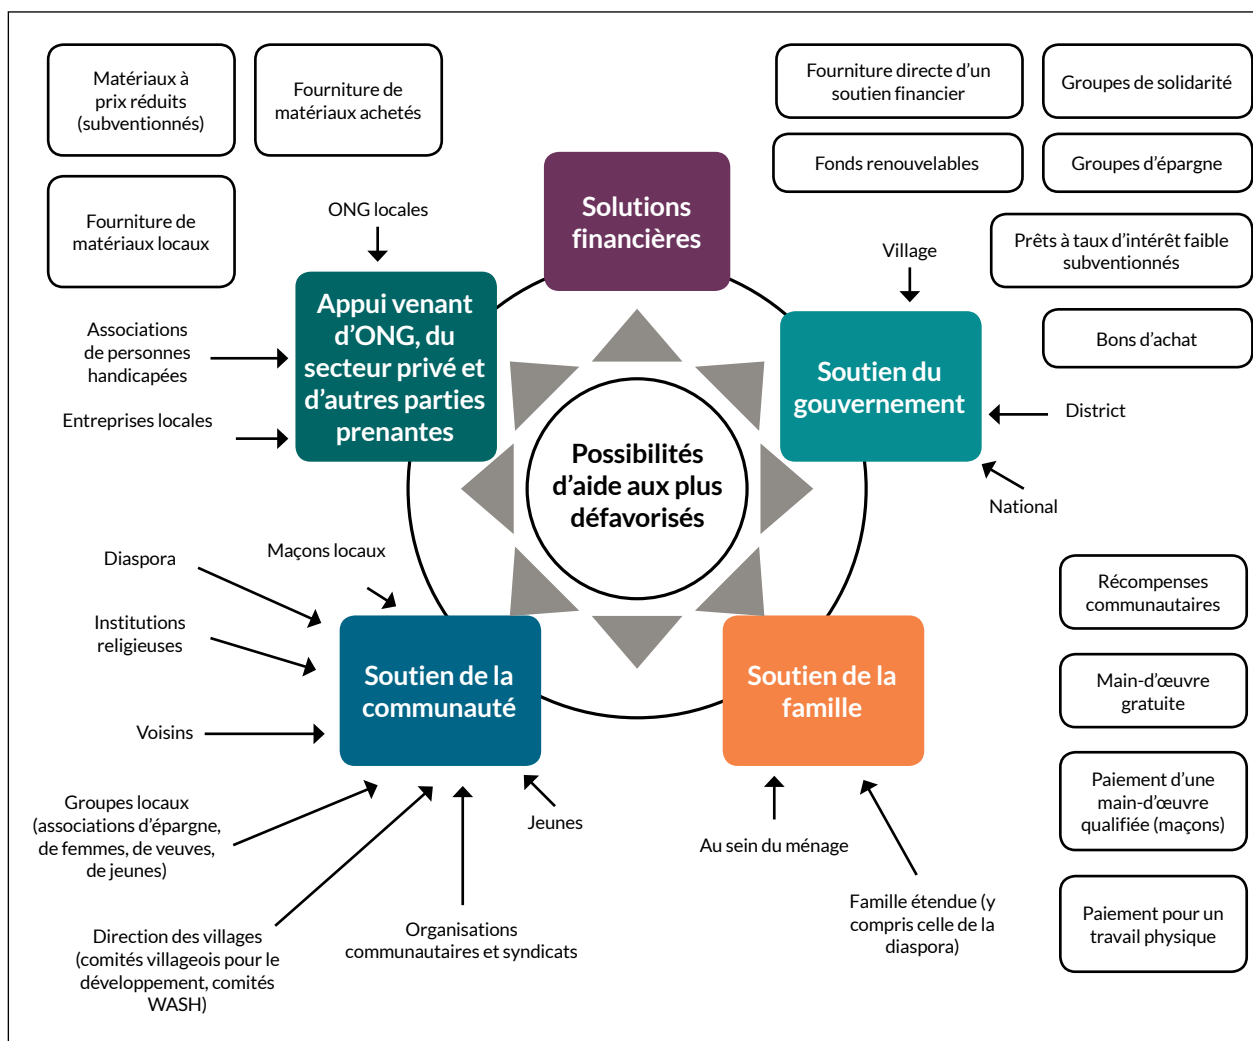 Matériaux à
prix réduits
(subventionnés)
Fourniture de
matériaux achetés
Fourniture de
matériaux locaux
Fourniture directe d'un
soutien financier
Groupes de solidarité
Fonds renouvelables
Groupes d'épargne
Prêts à taux d'intérêt faible
subventionnés
Bons d'achat
Solutions
financières
ONG locales
Village
Appui venant
d'ONG, du
secteur privé et
d'autres parties
prenantes
Associations
de personnes
handicapées
Entreprises locales
Soutien du
gouvernement
District
National
Possibilités
d'aide aux plus
défavorisés
Maçons locaux
Diaspora
Institutions
religieuses
Voisins
Soutien de la
communauté
Soutien de la
famille
Groupes locaux
(associations d'épargne,
de femmes, de veuves,
de jeunes)
Jeunes
Au sein du ménage
Direction des villages
(comités villageois pour le
développement, comités
WASH)
Organisations
communautaires et syndicats
Famille étendue (y
compris celle de la
diaspora)
Récompenses
communautaires
Main-d'œuvre
gratuite
Paiement d'une
main-d'œuvre
qualifiée (maçons)
Paiement pour un
travail physique